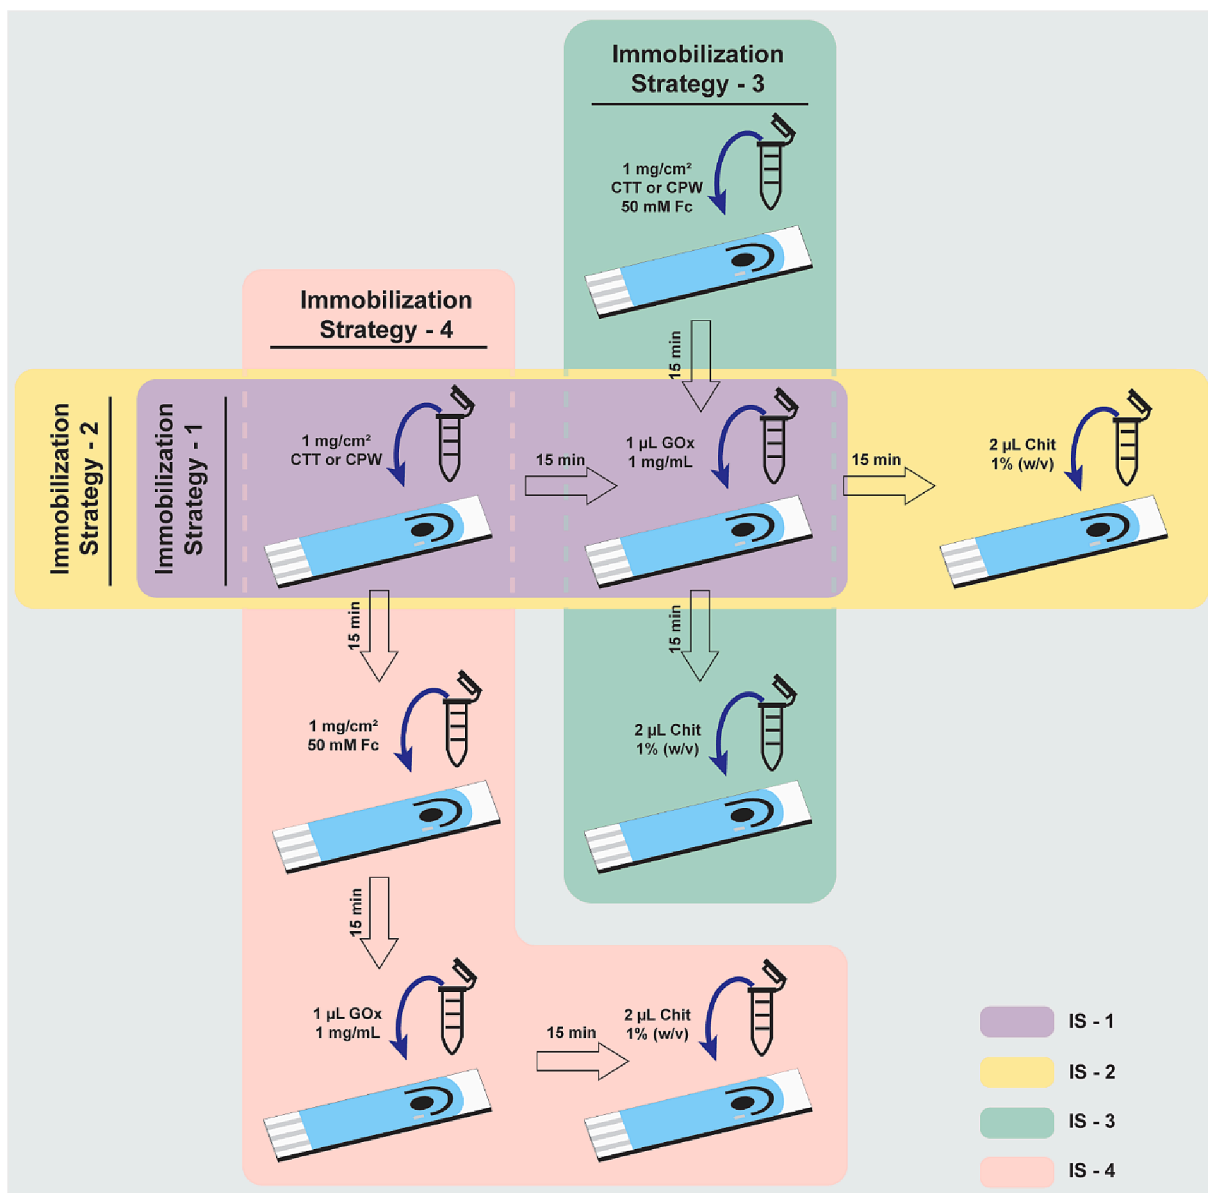 Immobilization
Strategy - 3
1 mg/cm²
CTT or CPW
50 mM Fc
15 min
Immobilization
Strategy - 4
Immobilization
Strategy - 2
Immobilization
Strategy - 1
1 mg/cm²
CTT or CPW
15 min
1 µL GOx
1 mg/mL
15 min
2 µL Chit
1% (w/v)
15 min
15 min
1 mg/cm²
50 mM Fc
2 µL Chit
1% (w/v)
15 min
1 µL GOx
1 mg/mL
15 min
2 µL Chit
1% (w/v)
IS - 1
IS - 2
IS - 3
IS - 4